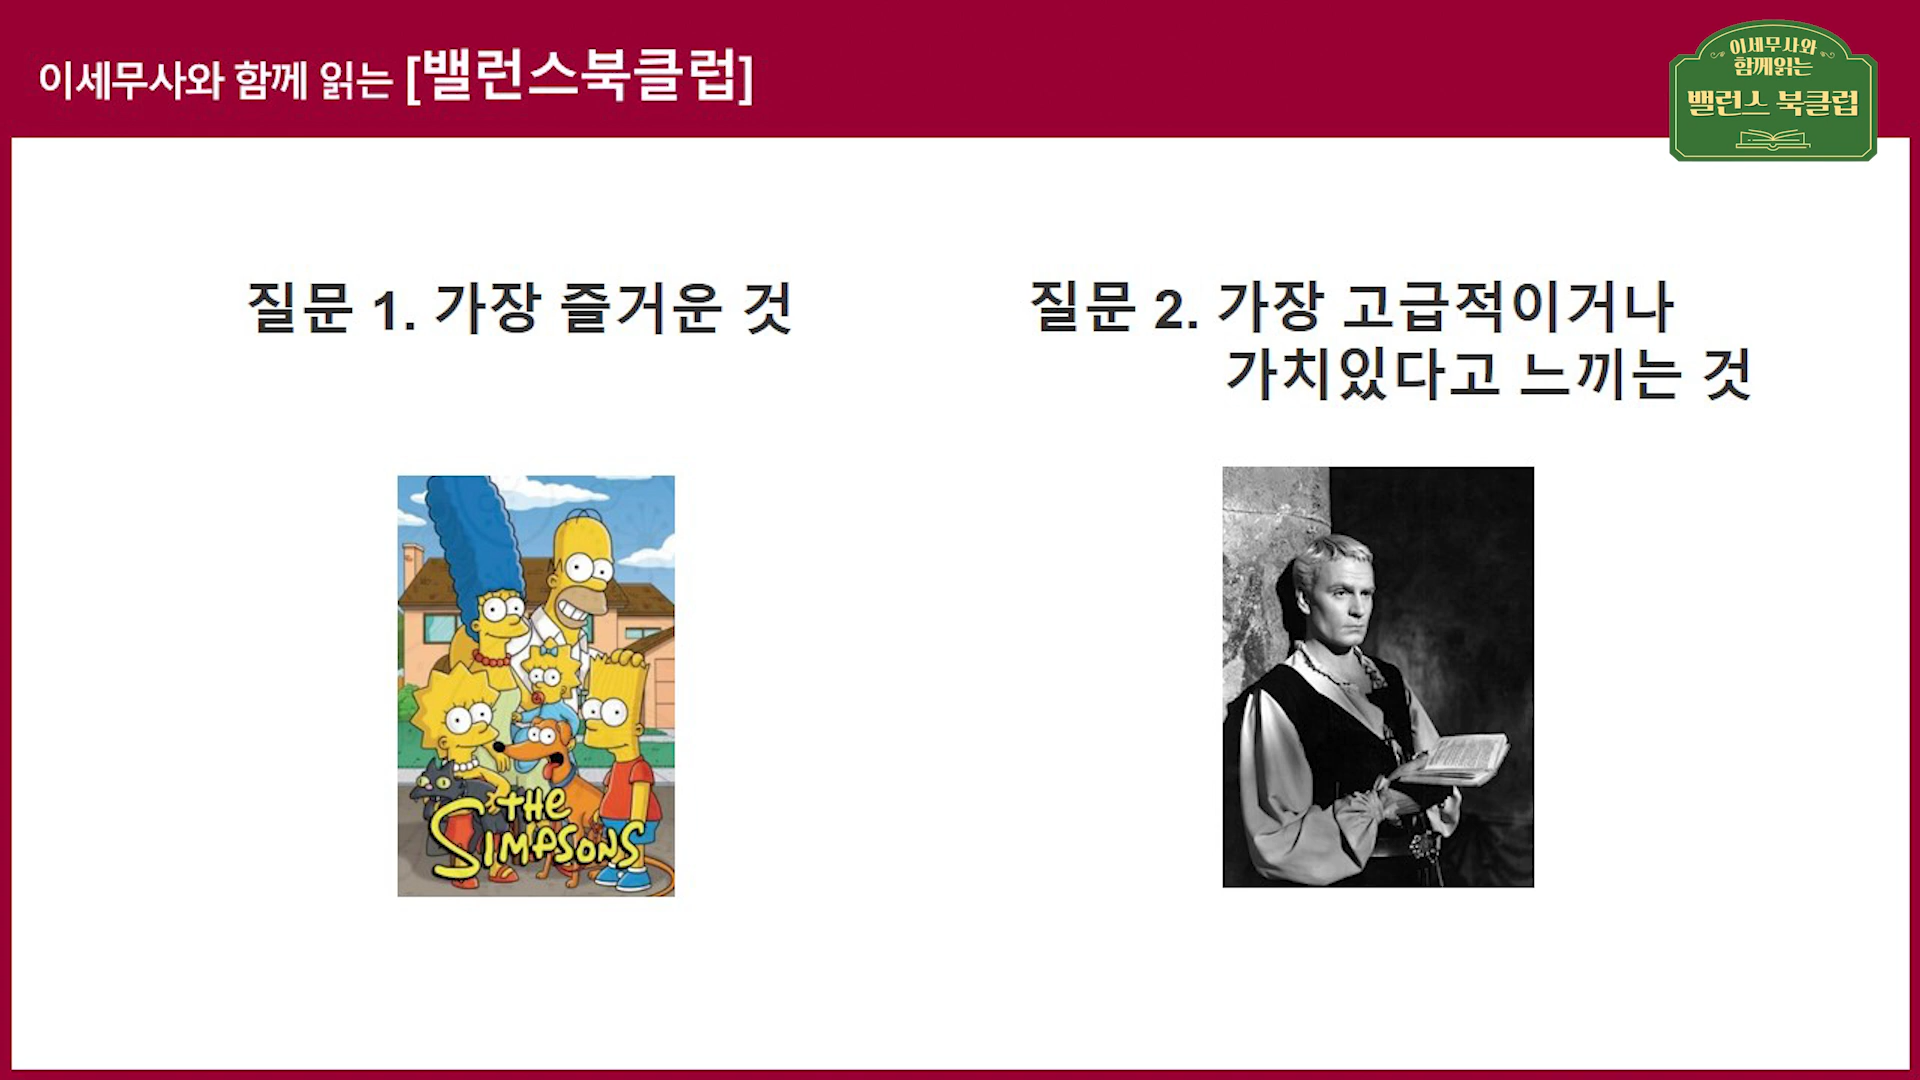 이세무사와 함께 읽는 [밸런스북클럽]
이세무사와
함께읽는
밸런스 북클럽
질문 1. 가장 즐거운 것
질문 2. 가장 고급적이거나
가치있다고 느끼는 것
THE
SIMPSONS